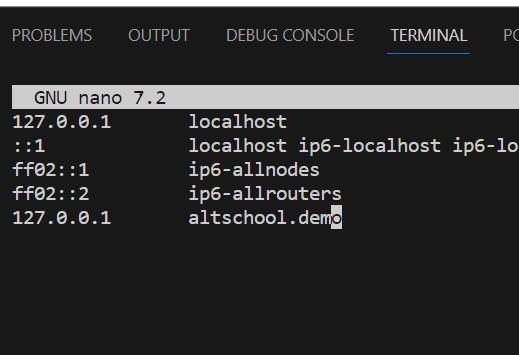 PROBLEMS OUTPUT DEBUG CONSOLE TERMINAL
GNU nano 7.2
127.0.0.1 localhost
::1 localhost ip6-localhost ip6-lo
ff02::1 ip6-allnodes
ff02::2 ip6-allrouters
127.0.0.1 altschool.demo